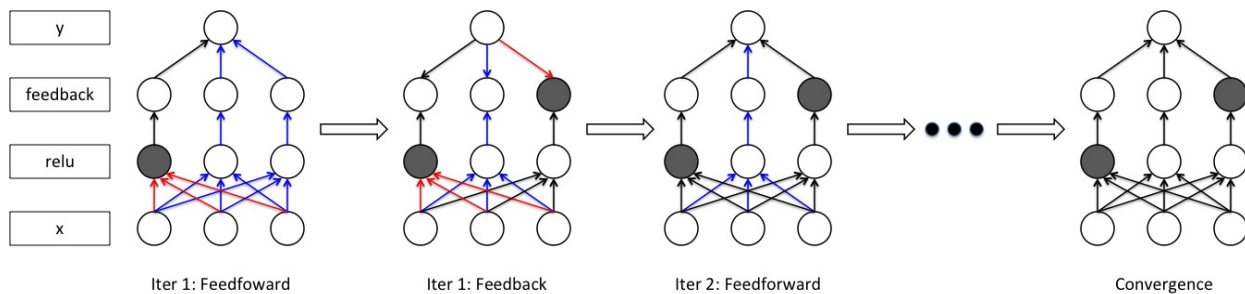 y
feedback
relu
x
Iter 1: Feedfoward
Iter 1: Feedback
Iter 2: Feedforward
Convergence